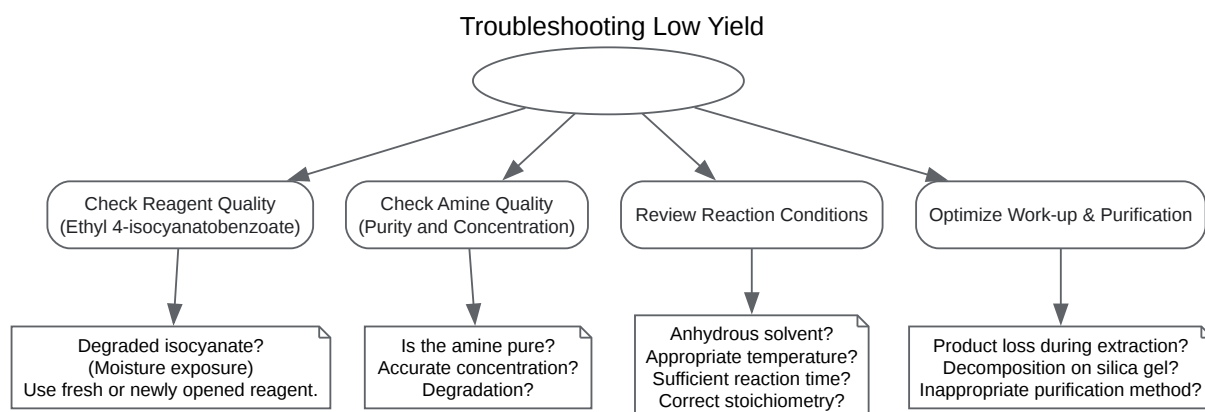 Troubleshooting Low Yield
Check Reagent Quality
(Ethyl 4-isocyanatobenzoate)
Check Amine Quality
(Purity and Concentration)
Review Reaction Conditions
Optimize Work-up & Purification
Degraded isocyanate?
(Moisture exposure)
Use fresh or newly opened reagent.
Is the amine pure?
Accurate concentration?
Degradation?
Anhydrous solvent?
Appropriate temperature?
Sufficient reaction time?
Correct stoichiometry?
Product loss during extraction?
Decomposition on silica gel?
Inappropriate purification method?